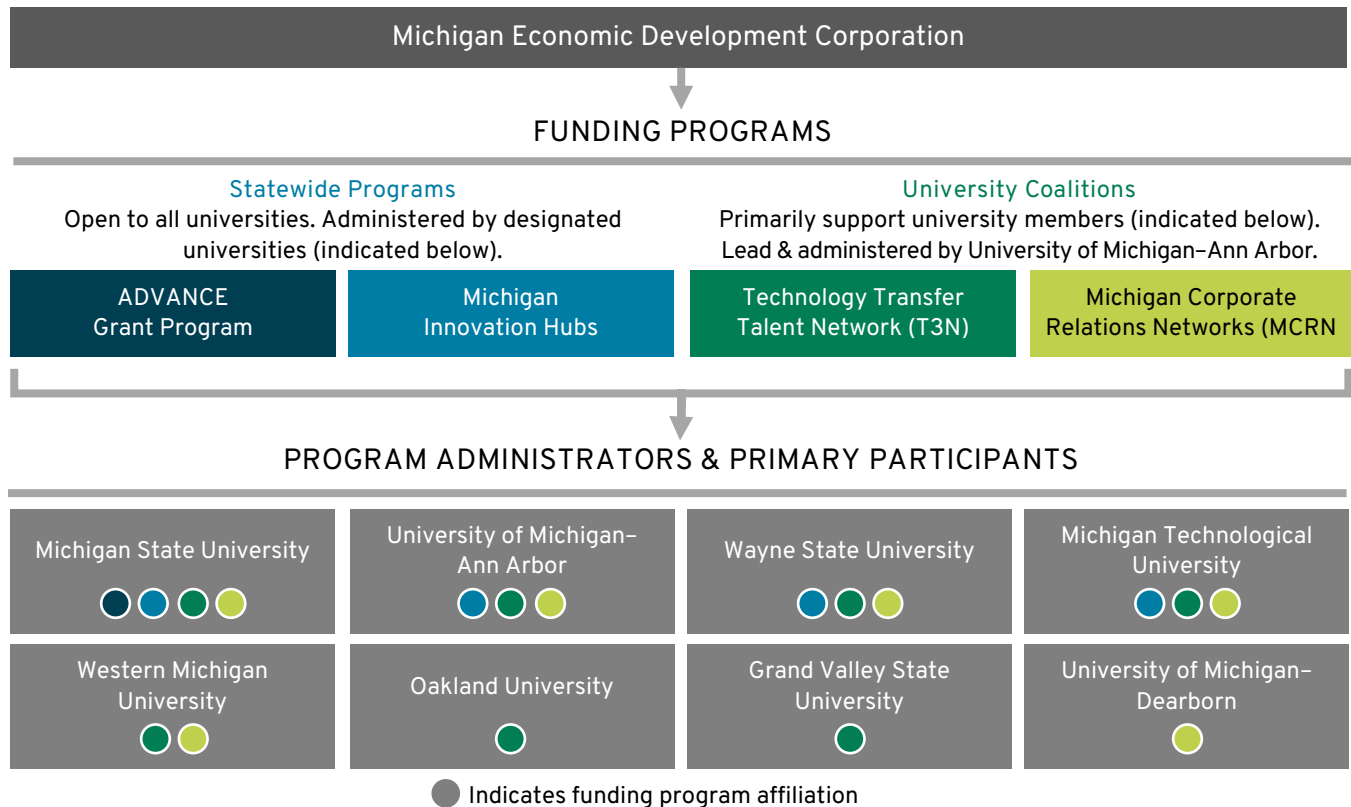 Michigan Economic Development Corporation
FUNDING PROGRAMS
Statewide Programs
Open to all universities. Administered by designated
universities (indicated below).
University Coalitions
Primarily support university members (indicated below).
Lead & administered by University of Michigan–Ann Arbor.
ADVANCE
Grant Program
Michigan
Innovation Hubs
Technology Transfer
Talent Network (T3N)
Michigan Corporate
Relations Networks (MCRN
PROGRAM ADMINISTRATORS & PRIMARY PARTICIPANTS
Michigan State University
University of Michigan–
Ann Arbor
Wayne State University
Michigan Technological
University
Western Michigan
University
Oakland University
Grand Valley State
University
University of Michigan–
Dearborn
Indicates funding program affiliation